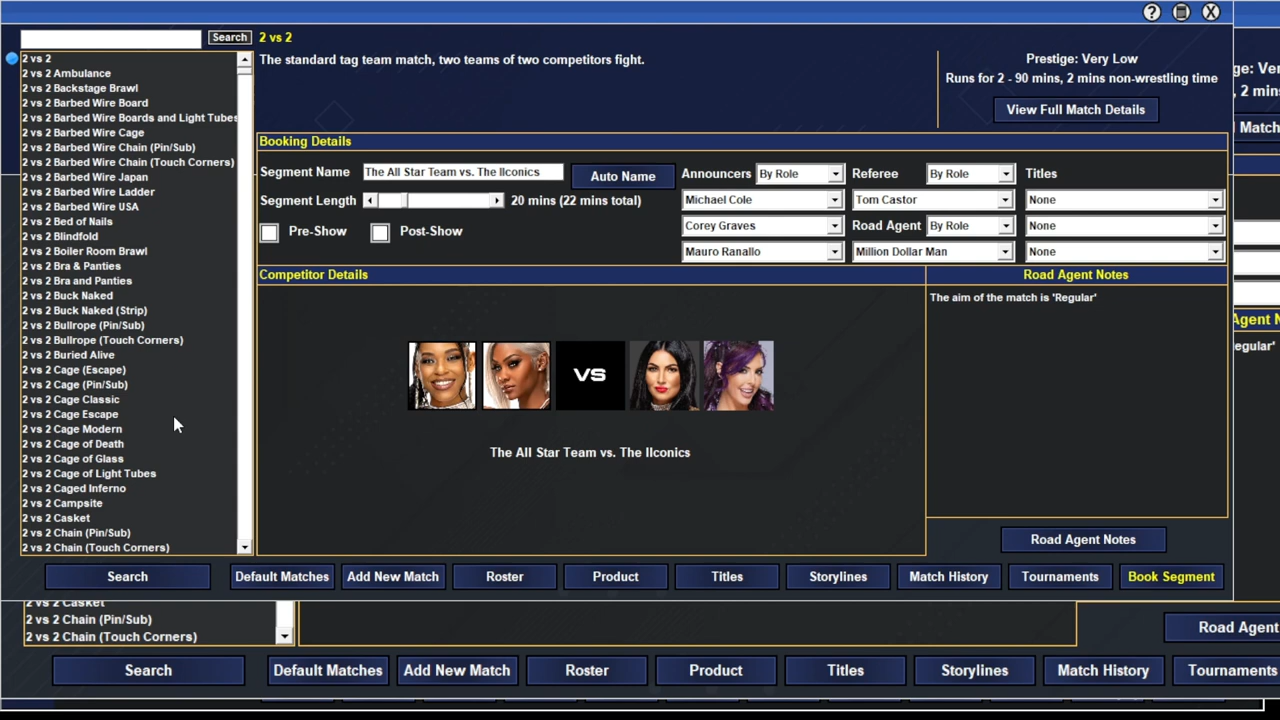 ? X
Search 2 vs 2
2 vs 2
2 vs 2 Ambulance
2 vs 2 Backstage Brawl
2 vs 2 Barbed Wire Board
2 vs 2 Barbed Wire Boards and Light Tubes
2 vs 2 Barbed Wire Cage
2 vs 2 Barbed Wire Chain (Pin/Sub)
2 vs 2 Barbed Wire Chain (Touch Corners)
2 vs 2 Barbed Wire Japan
2 vs 2 Barbed Wire Ladder
2 vs 2 Barbed Wire USA
2 vs 2 Bed of Nails
2 vs 2 Blindfold
2 vs 2 Boiler Room Brawl
2 vs 2 Bra & Panties
2 vs 2 Bra and Panties
2 vs 2 Buck Naked
2 vs 2 Buck Naked (Strip)
2 vs 2 Bullrope (Pin/Sub)
2 vs 2 Bullrope (Touch Corners)
2 vs 2 Buried Alive
2 vs 2 Cage (Escape)
2 vs 2 Cage (Pin/Sub)
2 vs 2 Cage Classic
2 vs 2 Cage Escape
2 vs 2 Cage Modern
2 vs 2 Cage of Death
2 vs 2 Cage of Glass
2 vs 2 Cage of Light Tubes
2 vs 2 Caged Inferno
2 vs 2 Campsite
2 vs 2 Casket
2 vs 2 Chain (Pin/Sub)
2 vs 2 Chain (Touch Corners)
The standard tag team match, two teams of two competitors fight.
Prestige: Very Low
Runs for 2 - 90 mins, 2 mins non-wrestling time
View Full Match Details
Booking Details
Segment Name The All Star Team vs. The IIconics Auto Name Announcers By Role Referee By Role Titles
Segment Length 20 mins (22 mins total) Michael Cole Tom Castor None
Pre-Show Post-Show Corey Graves Road Agent By Role None
Mauro Ranallo Million Dollar Man None
Competitor Details Road Agent Notes
The aim of the match is 'Regular'
VS
The All Star Team vs. The IIconics
Road Agent Notes
Search Default Matches Add New Match Roster Product Titles Storylines Match History Tournaments Book Segment
ge: Ver
, 2 mins
Match
Agent N
egular'
2 vs 2 Casket
2 vs 2 Chain (Pin/Sub)
2 vs 2 Chain (Touch Corners)
Road Agent
Search Default Matches Add New Match Roster Product Titles Storylines Match History Tournaments